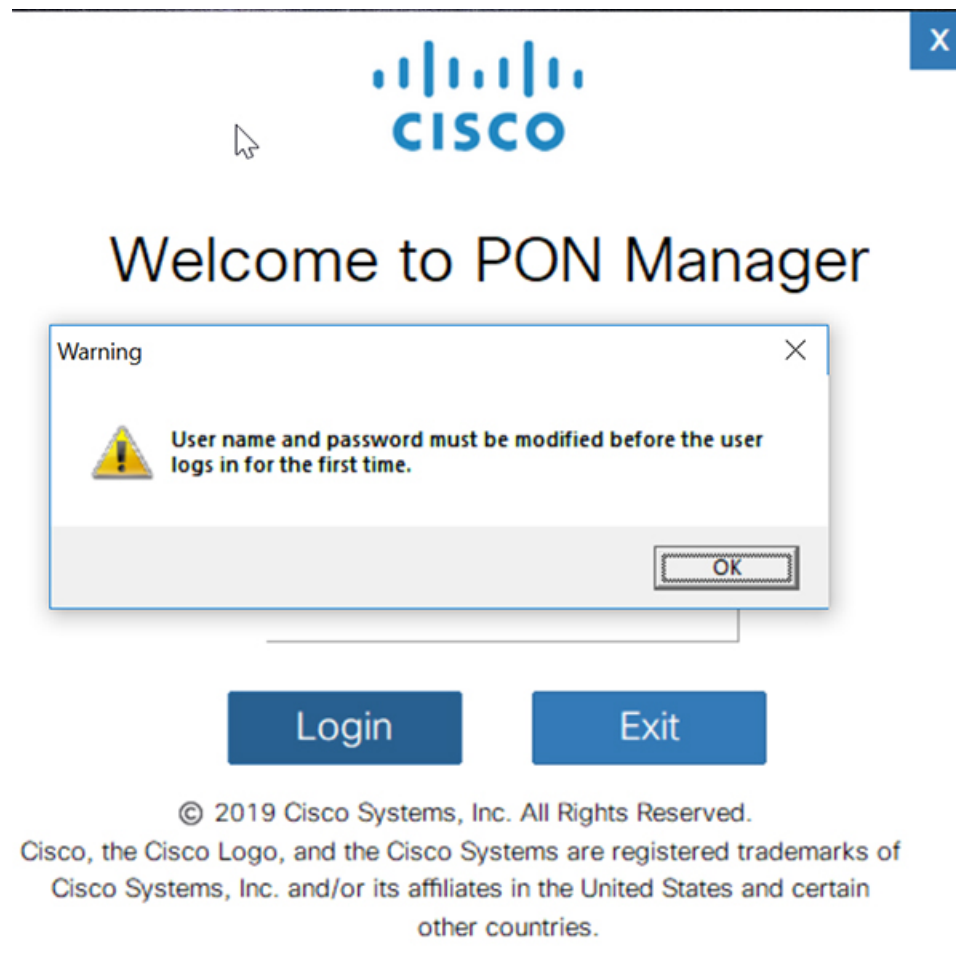 X
CISCO
Welcome to PON Manager
Warning
User name and password must be modified before the user
logs in for the first time.
OK
Login
Exit
© 2019 Cisco Systems, Inc. All Rights Reserved.
Cisco, the Cisco Logo, and the Cisco Systems are registered trademarks of
Cisco Systems, Inc. and/or its affiliates in the United States and certain
other countries.